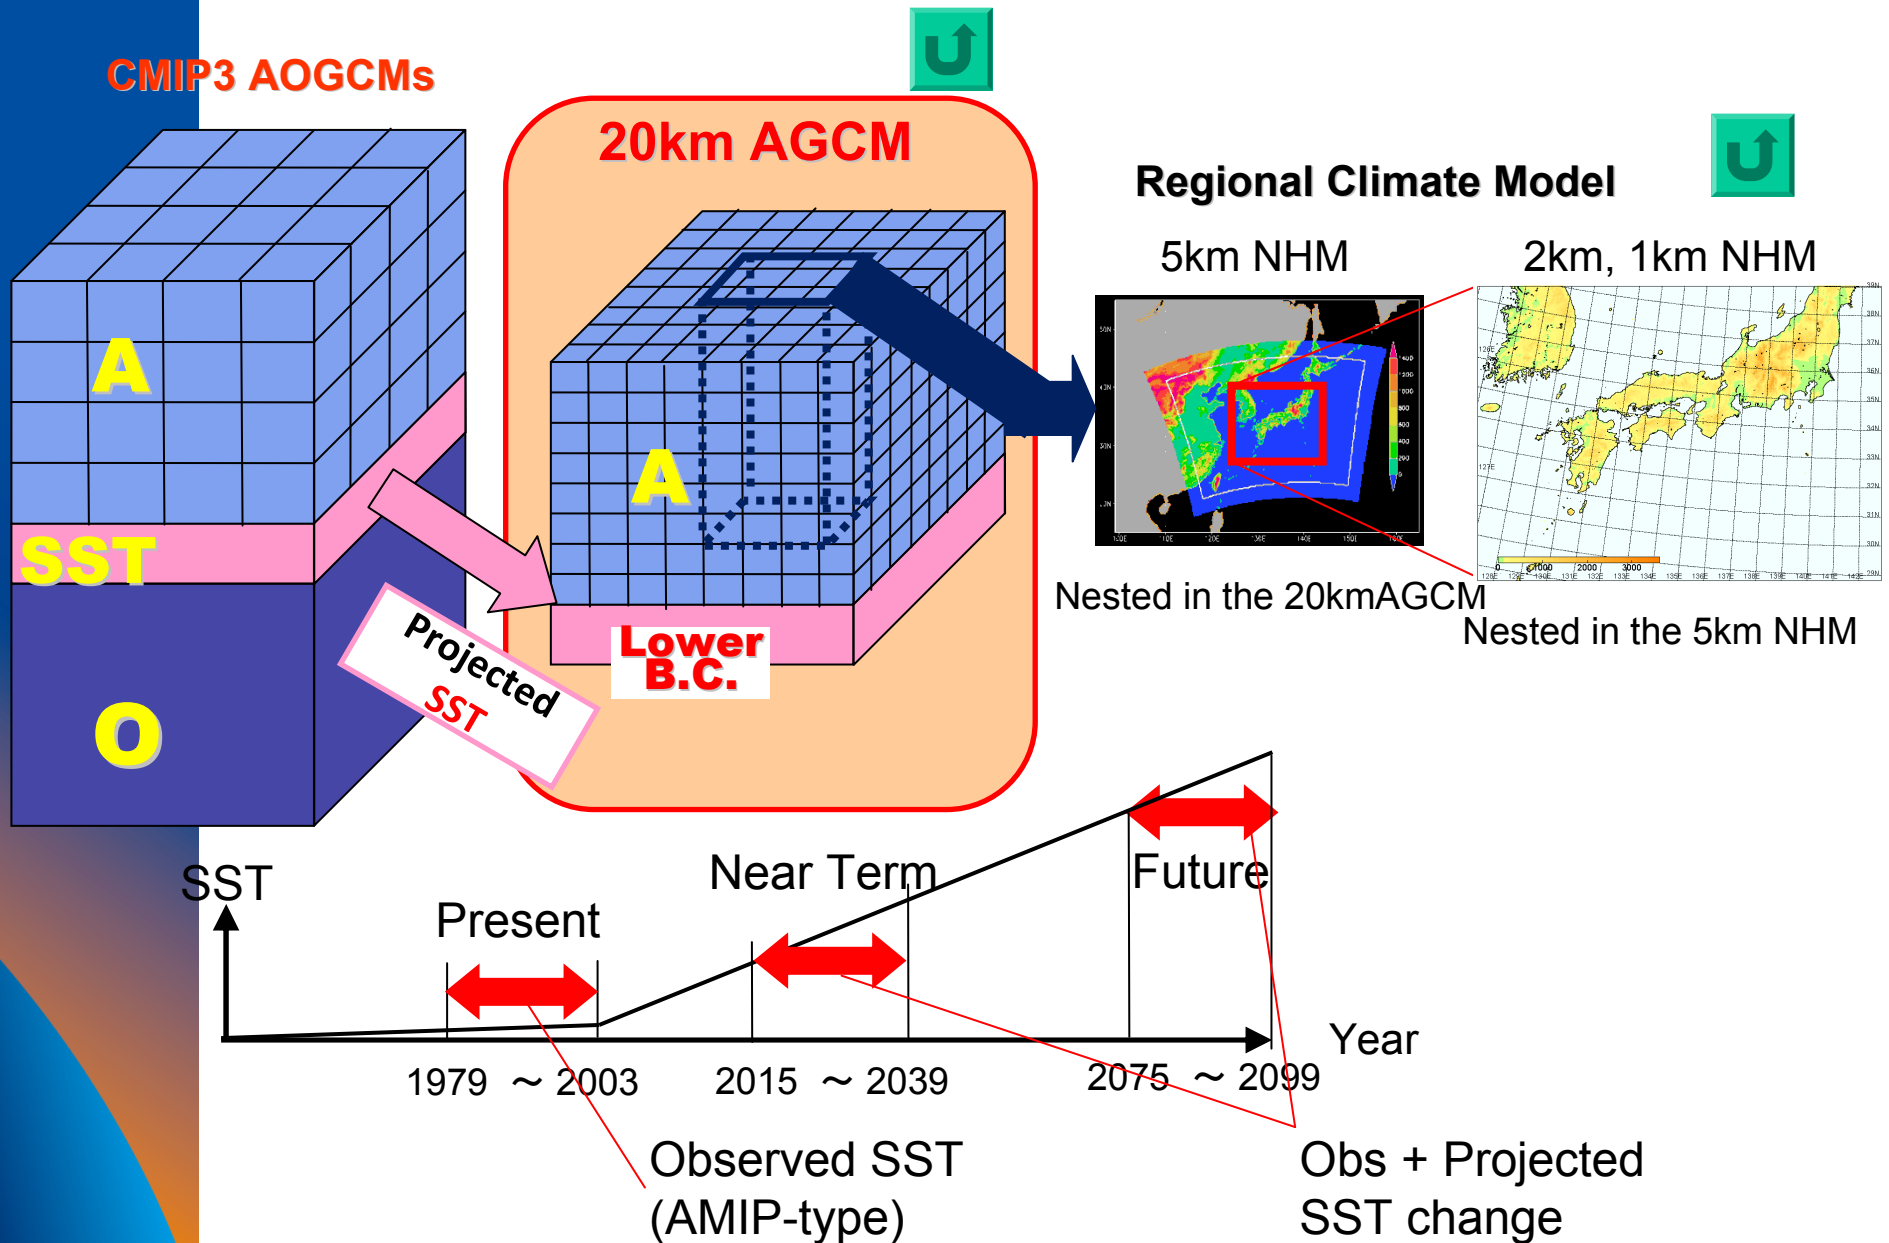 CMIP3 AOGCMs
20km AGCM
Regional Climate Model
5km NHM
2km, 1km NHM
A
SST
O
A
Lower
B.C.
Projected
SST
Nested in the 20kmAGCM
Nested in the 5km NHM
SST
Present
Near Term
Future
Year
1979 ～ 2003
2015 ～ 2039
2075 ～ 2099
Observed SST
(AMIP-type)
Obs + Projected
SST change